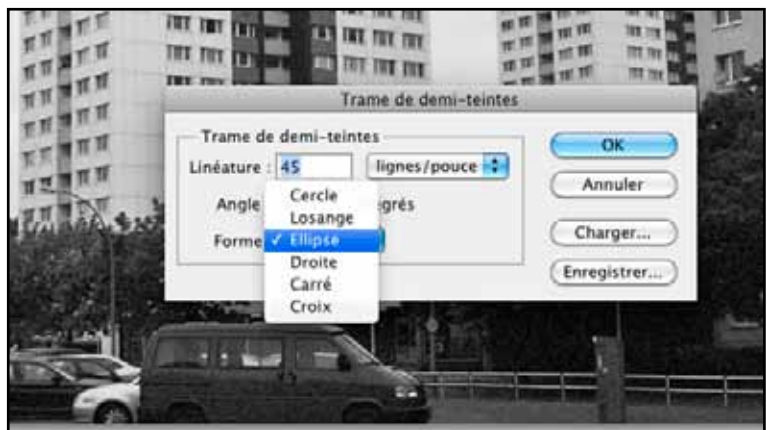 Trame de demi-teintes
Trame de demi-teintes
Linéature : 45 lignes/pouce
Angle grés
Forme
Cercle
Losange
✓ Ellipse
Droite
Carré
Croix
OK
Annuler
Charger...
Enregistrer...